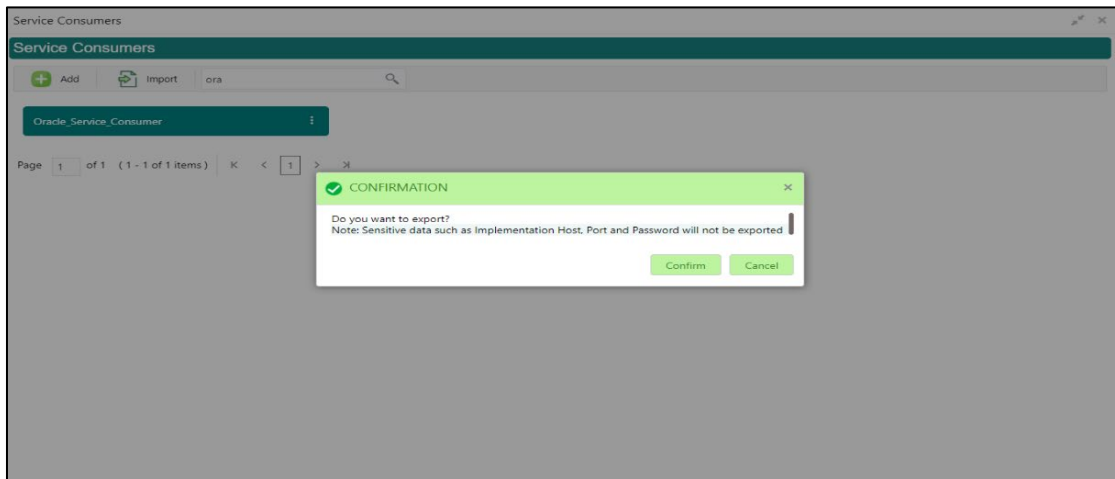 Service Consumers
Service Consumers
Add Import ora
Oracle_Service_Consumer
Page 1 of 1 (1 - 1 of 1 items) K < 1 > >|
CONFIRMATION
Do you want to export?
Note: Sensitive data such as Implementation Host, Port and Password will not be exported
Confirm Cancel